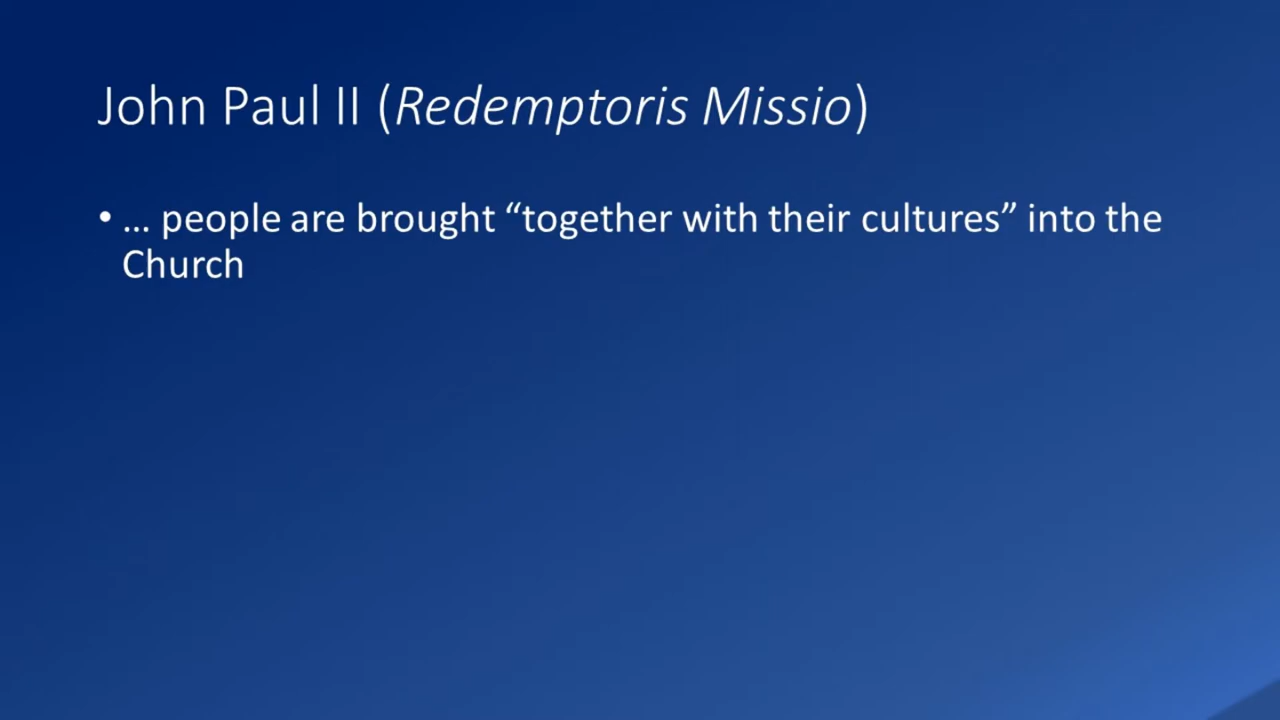 John Paul II (Redemptoris Missio)
• … people are brought “together with their cultures” into the
Church